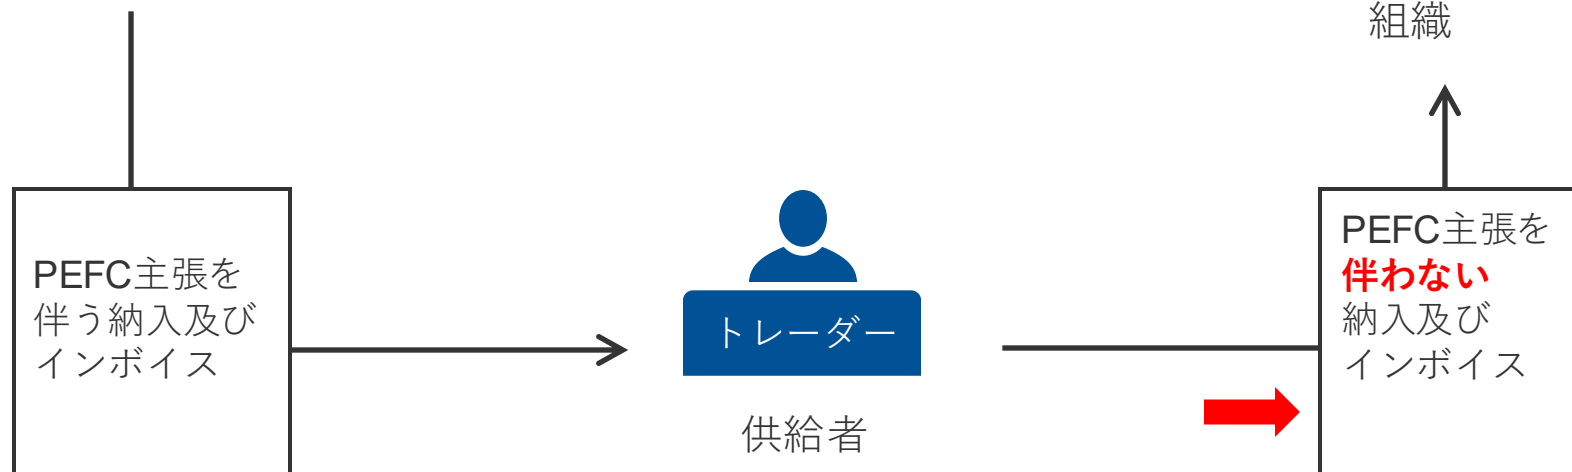 組織
PEFC主張を
伴う納入及び
インボイス
トレーダー
供給者
PEFC主張を
伴わない
納入及び
インボイス